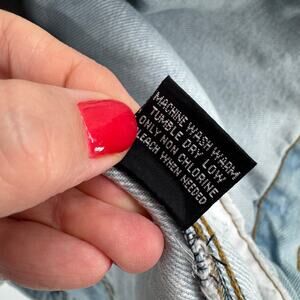 MACHINE WASH WARM
TUMBLE DRY LOW
ONLY NON CHLORINE
BLEACH WHEN NEEDED